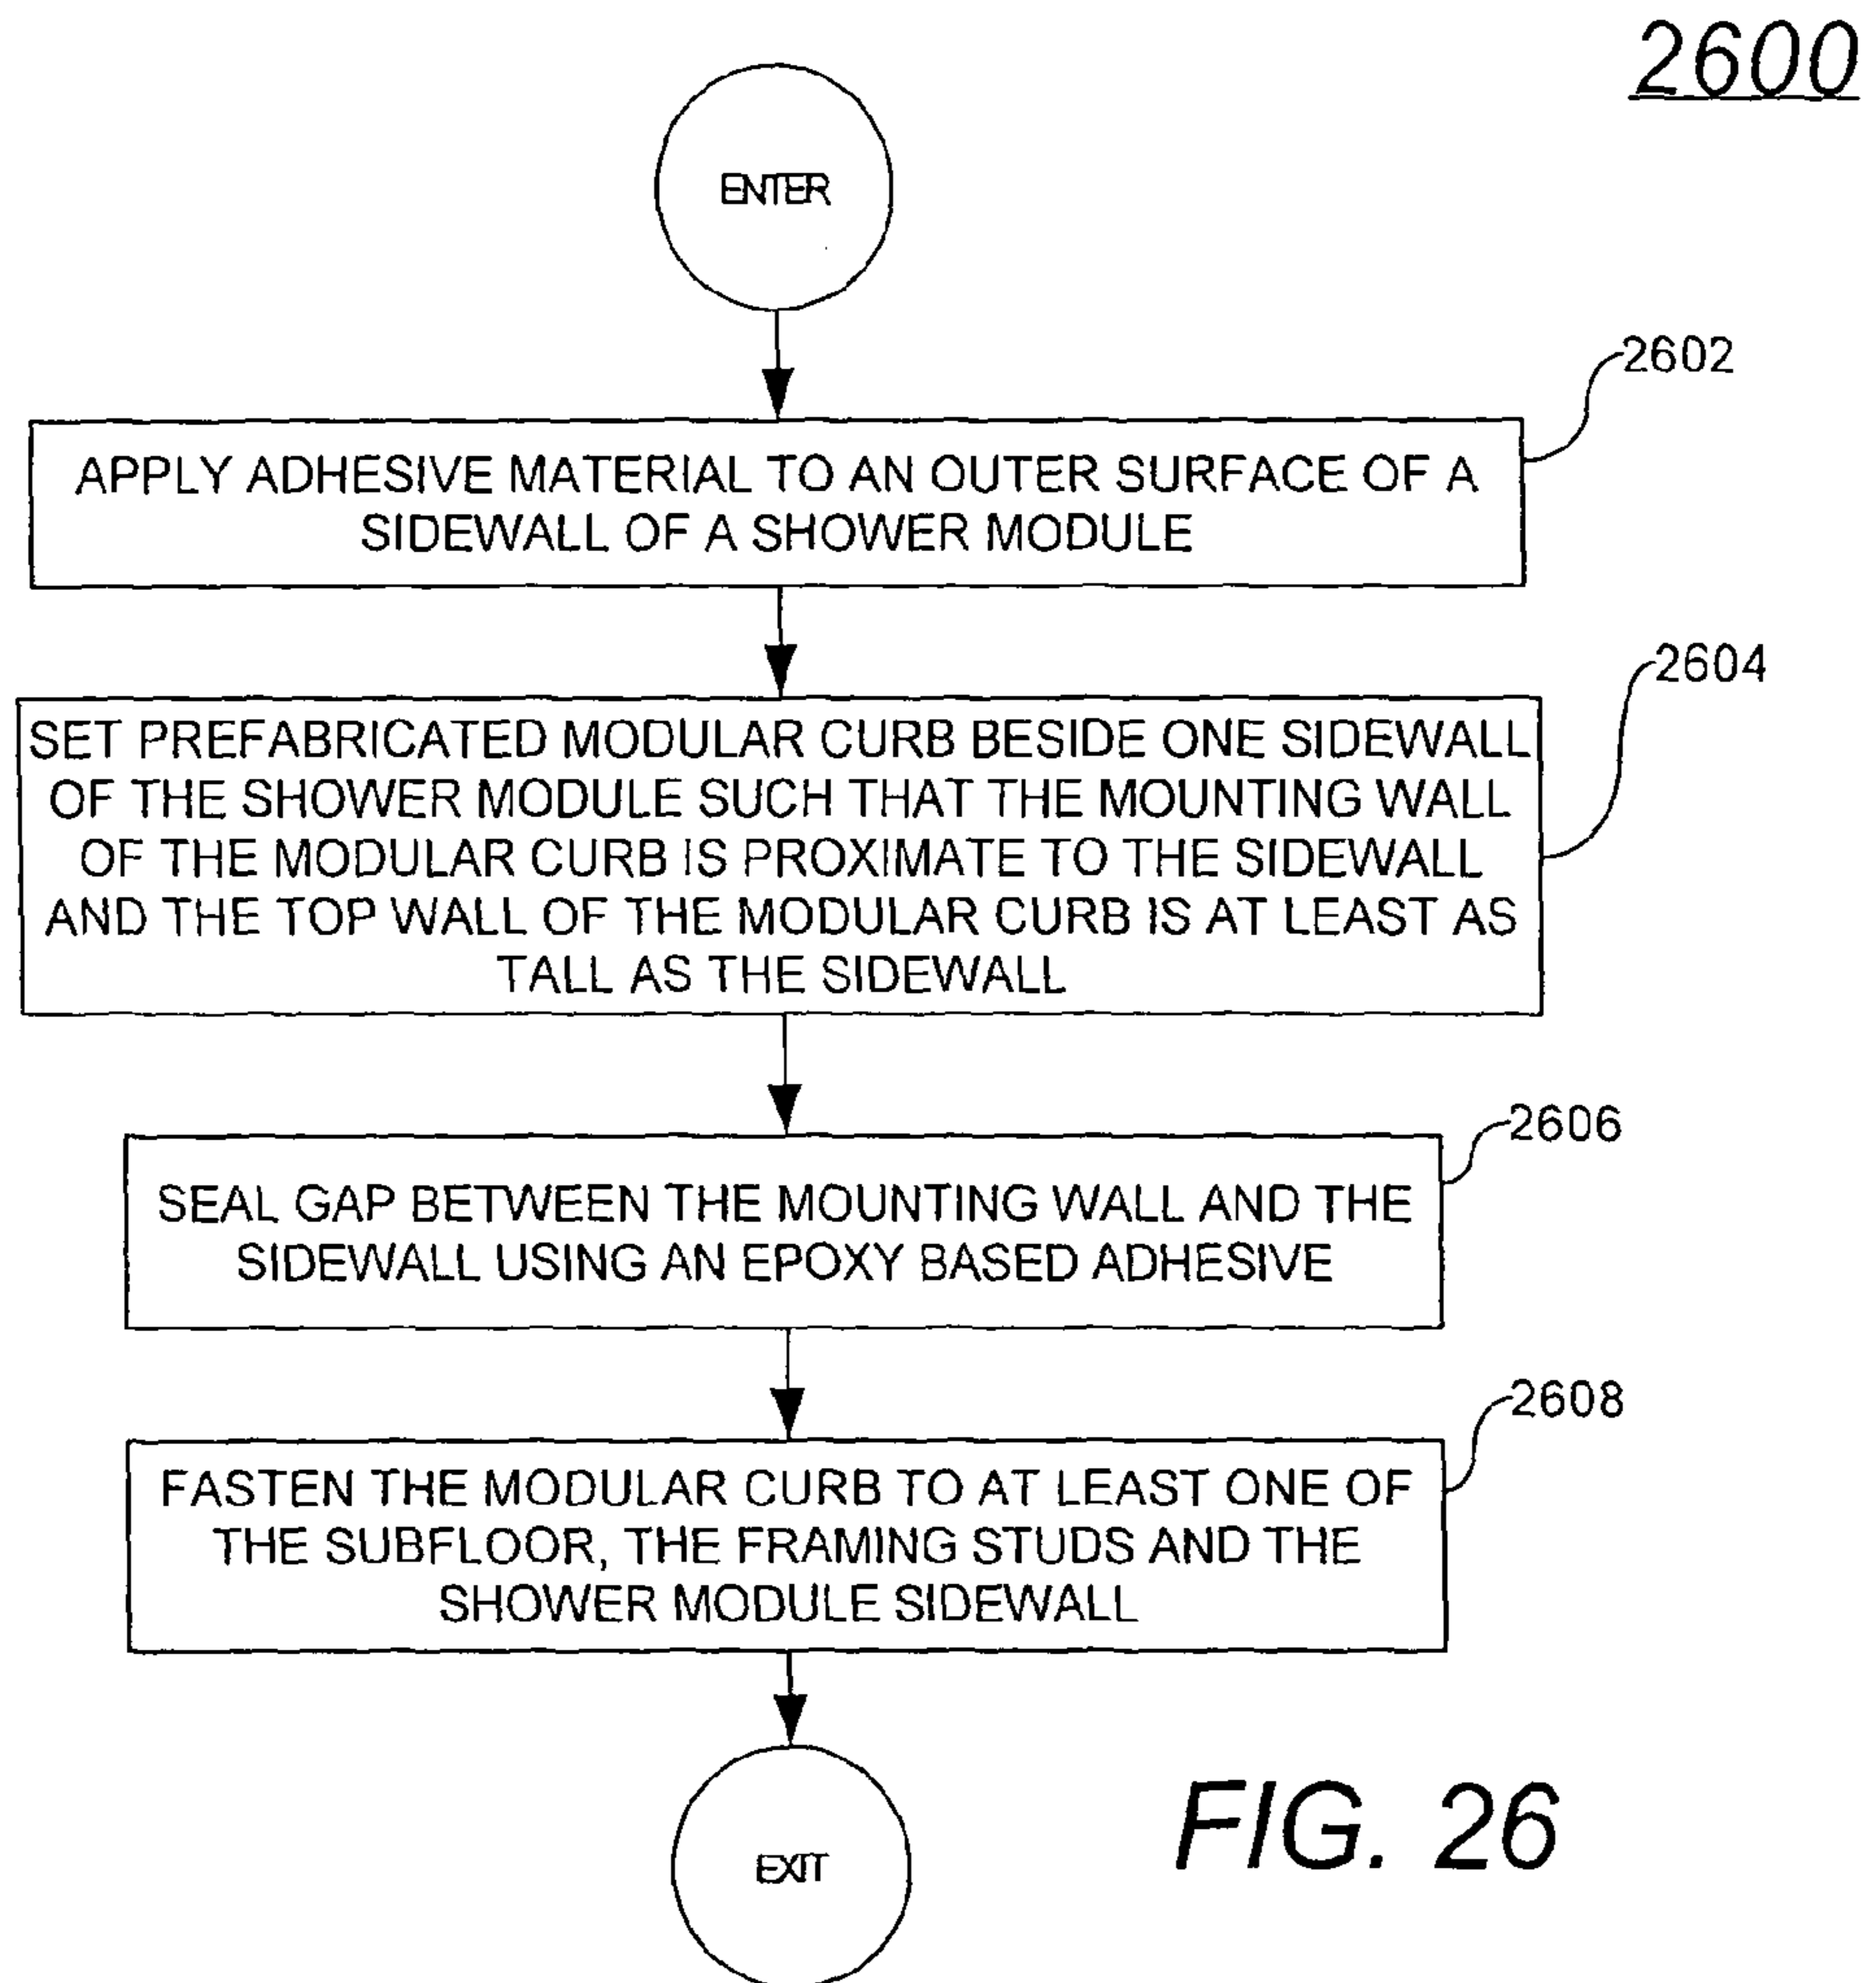 2600
ENTER
2602
APPLY ADHESIVE MATERIAL TO AN OUTER SURFACE OF A
SIDEWALL OF A SHOWER MODULE
2604
SET PREFABRICATED MODULAR CURB BESIDE ONE SIDEWALL
OF THE SHOWER MODULE SUCH THAT THE MOUNTING WALL
OF THE MODULAR CURB IS PROXIMATE TO THE SIDEWALL
AND THE TOP WALL OF THE MODULAR CURB IS AT LEAST AS
TALL AS THE SIDEWALL
2606
SEAL GAP BETWEEN THE MOUNTING WALL AND THE
SIDEWALL USING AN EPOXY BASED ADHESIVE
2608
FASTEN THE MODULAR CURB TO AT LEAST ONE OF
THE SUBFLOOR, THE FRAMING STUDS AND THE
SHOWER MODULE SIDEWALL
EXIT
FIG. 26